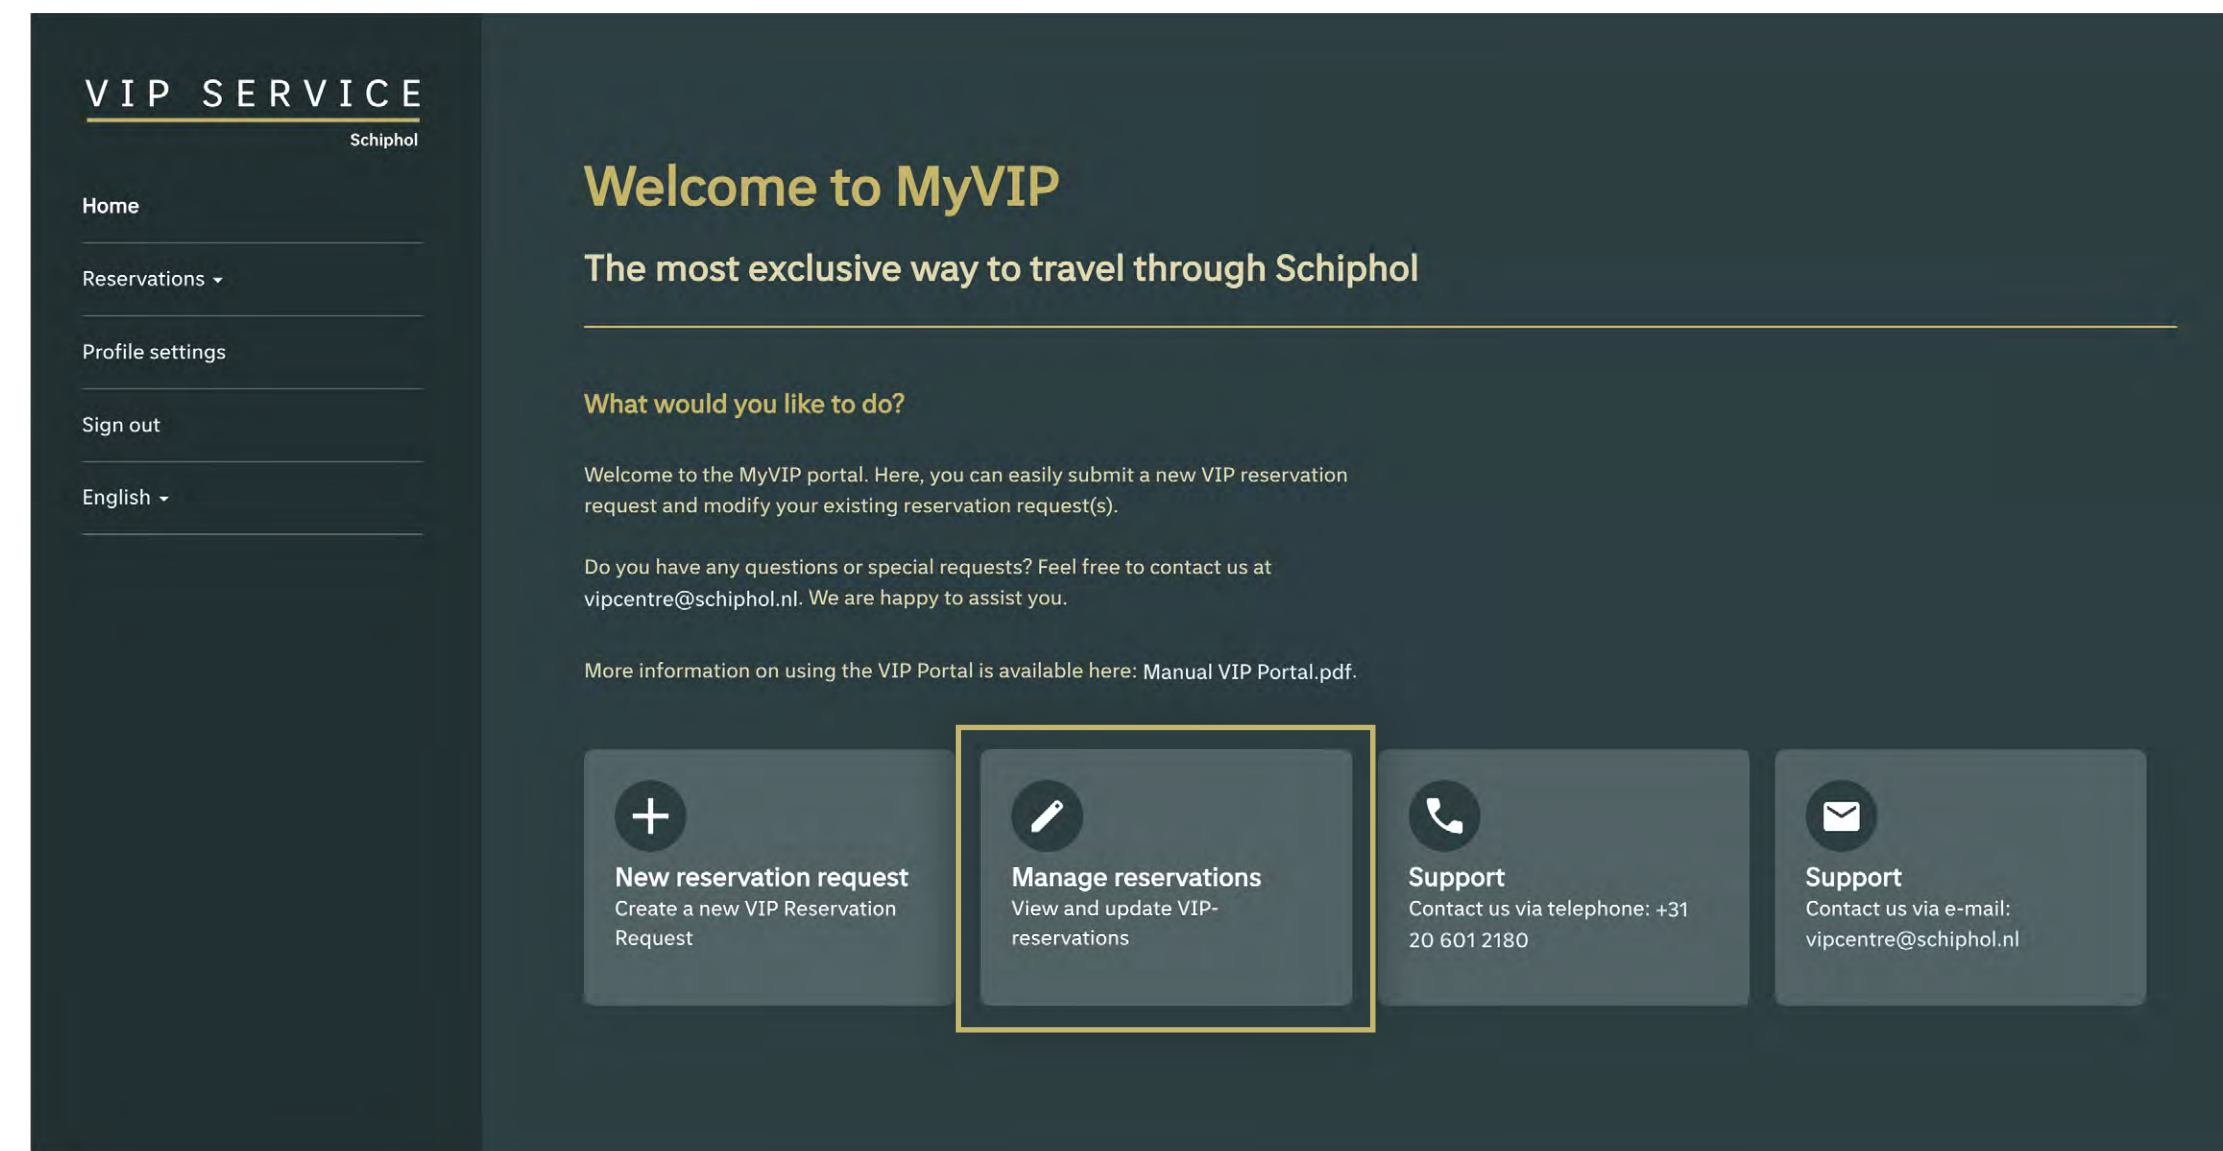 VIP SERVICE
Schiphol
Home
Reservations
Profile settings
Sign out
English
Welcome to MyVIP
The most exclusive way to travel through Schiphol
What would you like to do?
Welcome to the MyVIP portal. Here, you can easily submit a new VIP reservation
request and modify your existing reservation request(s).
Do you have any questions or special requests? Feel free to contact us at
vipcentre@schiphol.nl. We are happy to assist you.
More information on using the VIP Portal is available here: Manual VIP Portal.pdf.
New reservation request
Create a new VIP Reservation
Request
Manage reservations
View and update VIP-
reservations
Support
Contact us via telephone: +31
20 601 2180
Support
Contact us via e-mail:
vipcentre@schiphol.nl